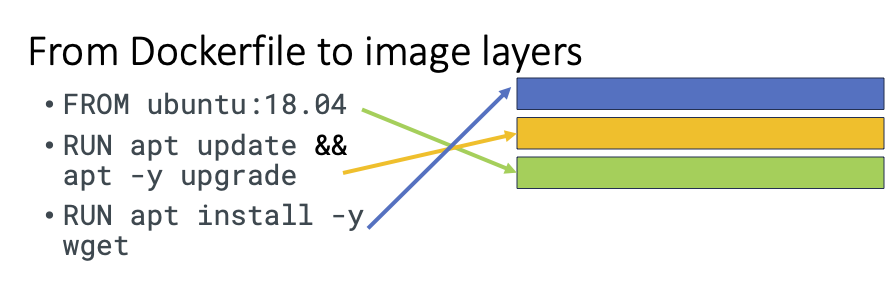 From Dockerfile to image layers
• FROM ubuntu:18.04
• RUN apt update &&
apt -y upgrade
• RUN apt install -y
wget